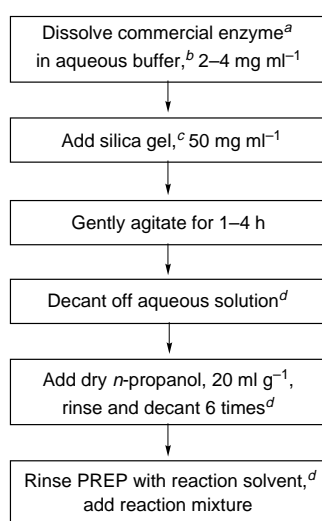 Dissolve commercial enzymeᵃ
in aqueous buffer,ᵇ 2–4 mg ml⁻¹
Add silica gel,ᶜ 50 mg ml⁻¹
Gently agitate for 1–4 h
Decant off aqueous solutionᵈ
Add dry n-propanol, 20 ml g⁻¹,
rinse and decant 6 timesᵈ
Rinse PREP with reaction solvent,ᵈ
add reaction mixture